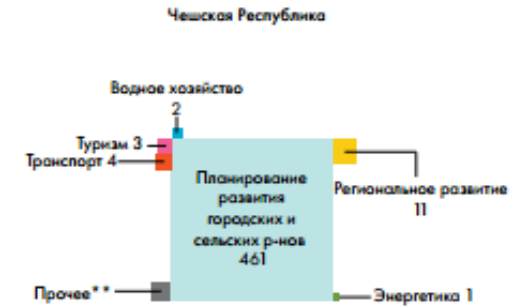 Чешская Республика
Водное хозяйство
2
Туризм 3
Транспорт 4
Планирование
развития
городских и
сельских р-нов
461
Региональное развитие
11
Прочее**
Энергетика 1